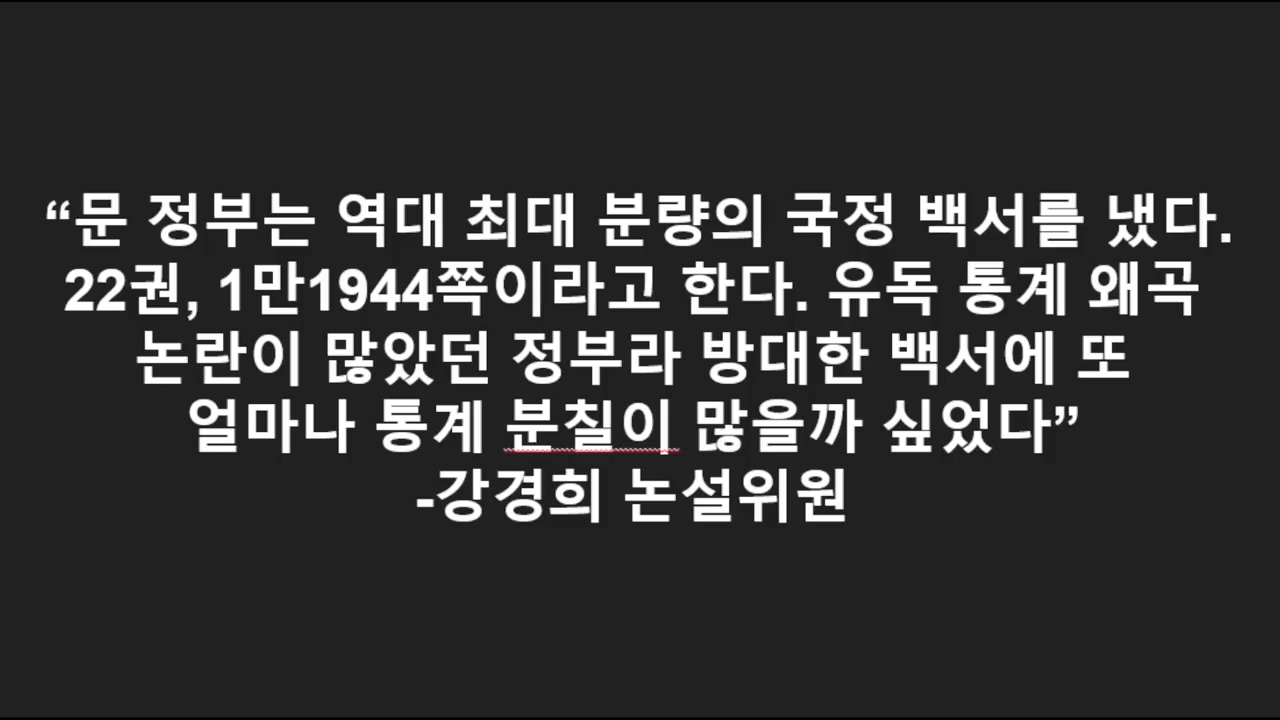 “문 정부는 역대 최대 분량의 국정 백서를 냈다.
22권, 1만1944쪽이라고 한다. 유독 통계 왜곡
논란이 많았던 정부라 방대한 백서에 또
얼마나 통계 분칠이 많을까 싶었다”
-강경희 논설위원